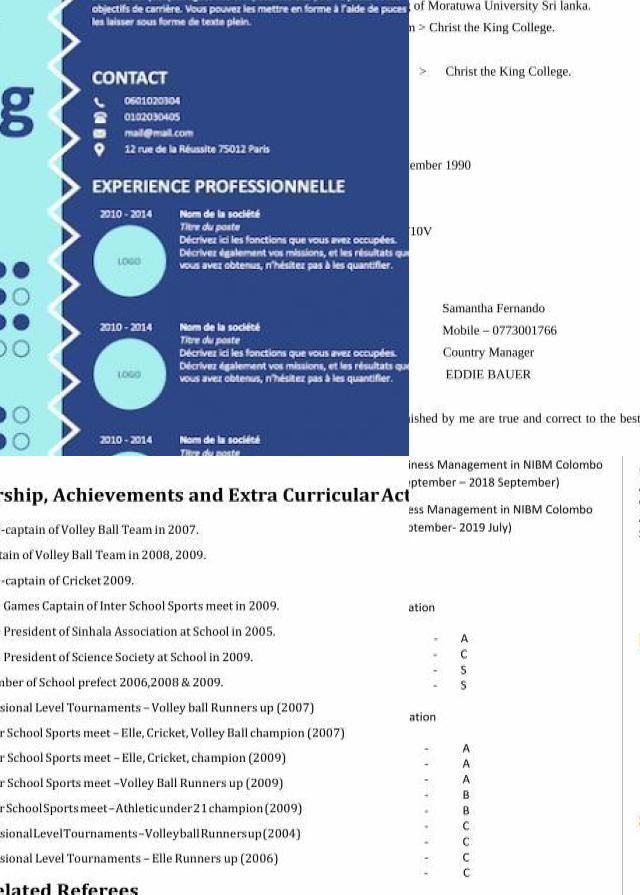 g
objectifs de carrière. Vous pouvez les mettre en forme à l'aide de puces
les laisser sous forme de texte plein.
CONTACT
0601020304
0102030405
mail@mail.com
12 rue de la Réussite 75012 Paris
EXPERIENCE PROFESSIONNELLE
2010 - 2014 Nom de la société
Titre du poste
Décrivez ici les fonctions que vous avez occupées.
Décrivez également vos missions, et les résultats que
vous avez obtenus, n'hésitez pas à les quantifier.
LOGO
2010 - 2014 Nom de la société
Titre du poste
Décrivez ici les fonctions que vous avez occupées.
Décrivez également vos missions, et les résultats que
vous avez obtenus, n'hésitez pas à les quantifier.
LOGO
2010 - 2014 Nom de la société
Titre du poste
of Moratuwa University Sri lanka.
> Christ the King College.
> Christ the King College.
ember 1990
10V
Samantha Fernando
Mobile – 0773001766
Country Manager
EDDIE BAUER
ished by me are true and correct to the best
rship, Achievements and Extra Curricular Act
-captain of Volley Ball Team in 2007.
tain of Volley Ball Team in 2008, 2009.
-captain of Cricket 2009.
Games Captain of Inter School Sports meet in 2009.
President of Sinhala Association at School in 2005.
President of Science Society at School in 2009.
mber of School prefect 2006,2008 & 2009.
sional Level Tournaments – Volley ball Runners up (2007)
r School Sports meet – Elle, Cricket, Volley Ball champion (2007)
r School Sports meet – Elle, Cricket, champion (2009)
r School Sports meet –Volley Ball Runners up (2009)
r School Sports meet – Athletic under 21 champion (2009)
sional Level Tournaments – Volleyball Runners up (2004)
sional Level Tournaments – Elle Runners up (2006)
elated Referees
iness Management in NIBM Colombo
ptember – 2018 September)
ess Management in NIBM Colombo
ptember- 2019 July)
ation
- A
- C
- S
- S
ation
- A
- A
- A
- B
- B
- C
- C
- C
- C